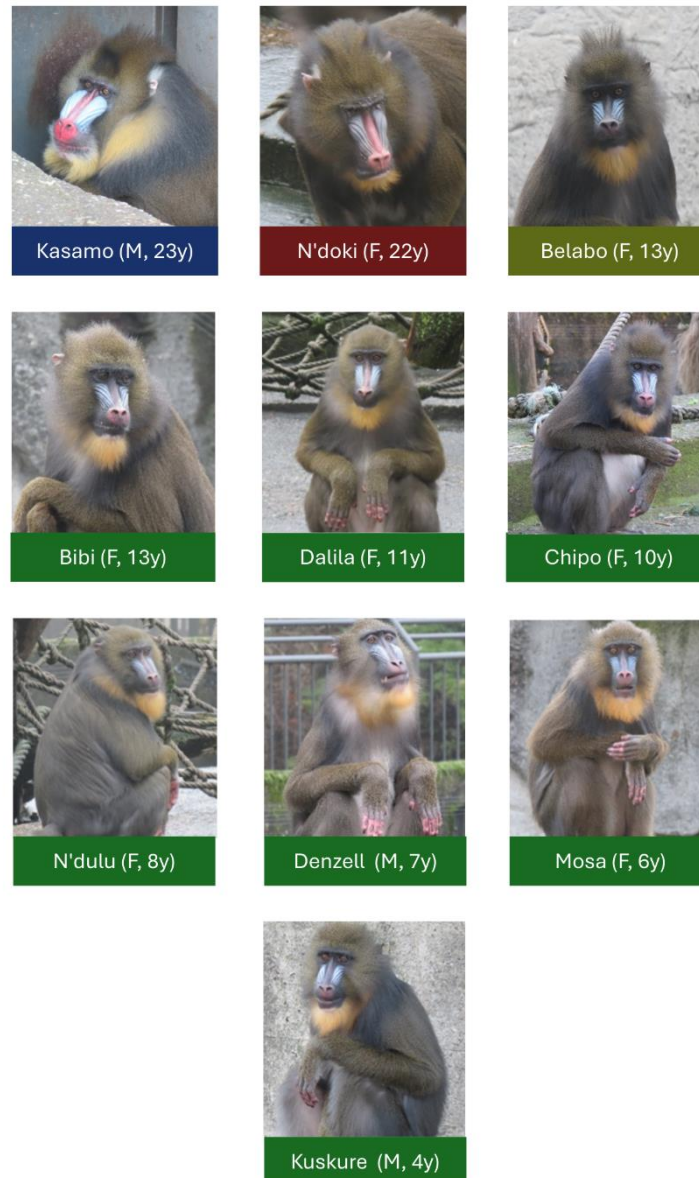 Kasamo (M, 23y)
N'doki (F, 22y)
Belabo (F, 13y)
Bibi (F, 13y)
Dalila (F, 11y)
Chipo (F, 10y)
N'dulu (F, 8y)
Denzell (M, 7y)
Mosa (F, 6y)
Kuskure (M, 4y)